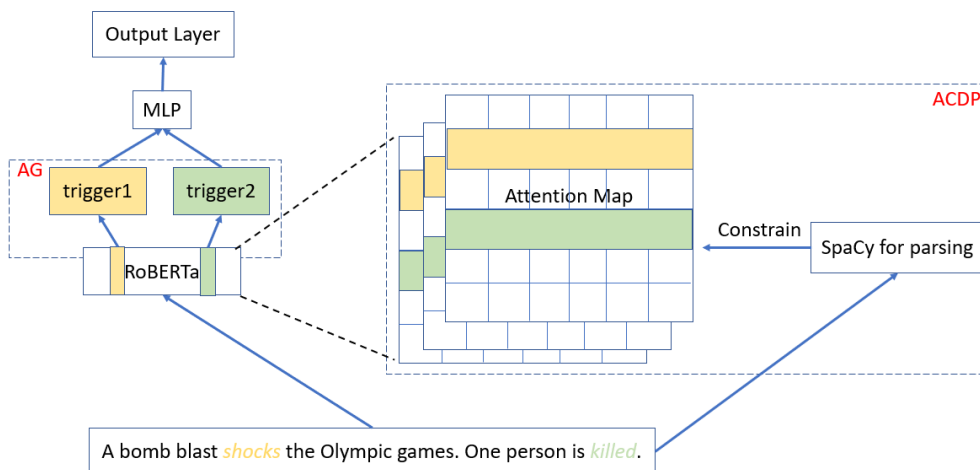 Output Layer
MLP
AG
trigger1
trigger2
RoBERTa
ACDP
Attention Map
Constrain
SpaCy for parsing
A bomb blast shocks the Olympic games. One person is killed.